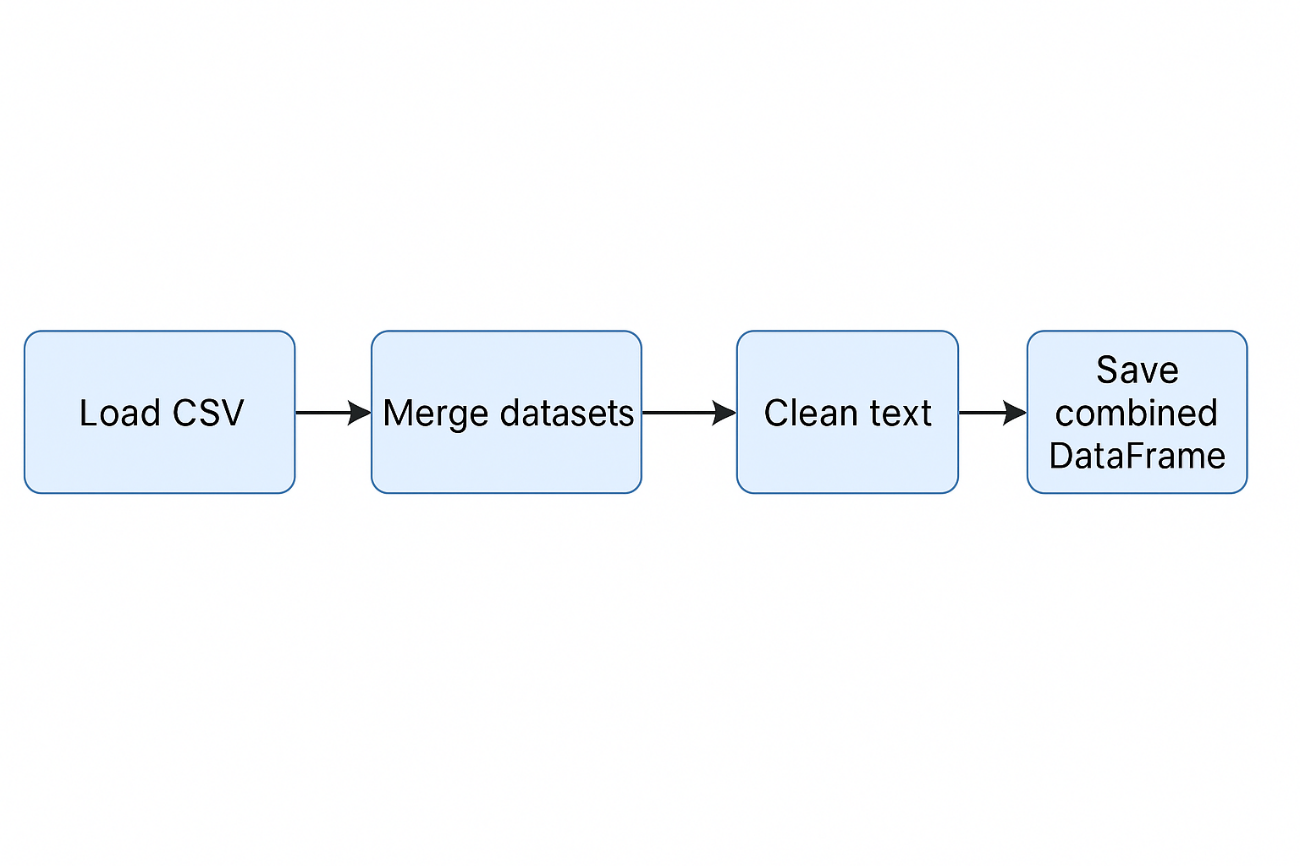 Load CSV
Merge datasets
Clean text
Save
combined
DataFrame